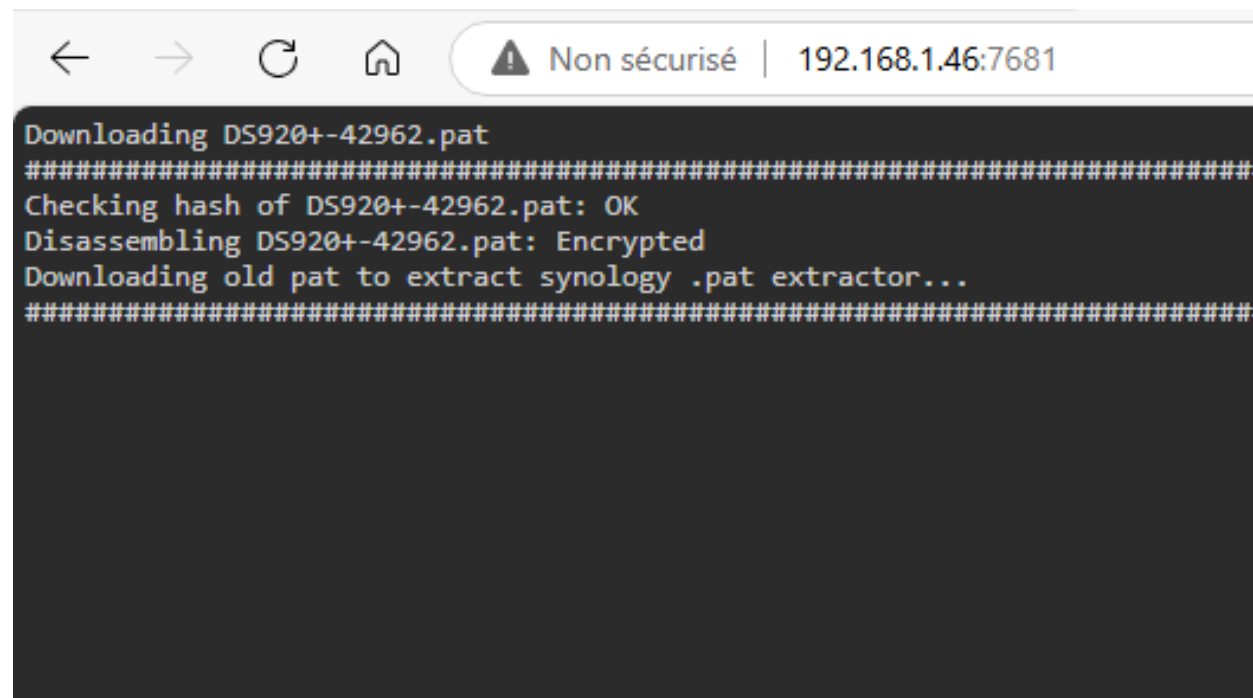 Non sécurisé | 192.168.1.46:7681
Downloading DS920+-42962.pat
##########################################################################
Checking hash of DS920+-42962.pat: OK
Disassembling DS920+-42962.pat: Encrypted
Downloading old pat to extract synology .pat extractor...
##########################################################################